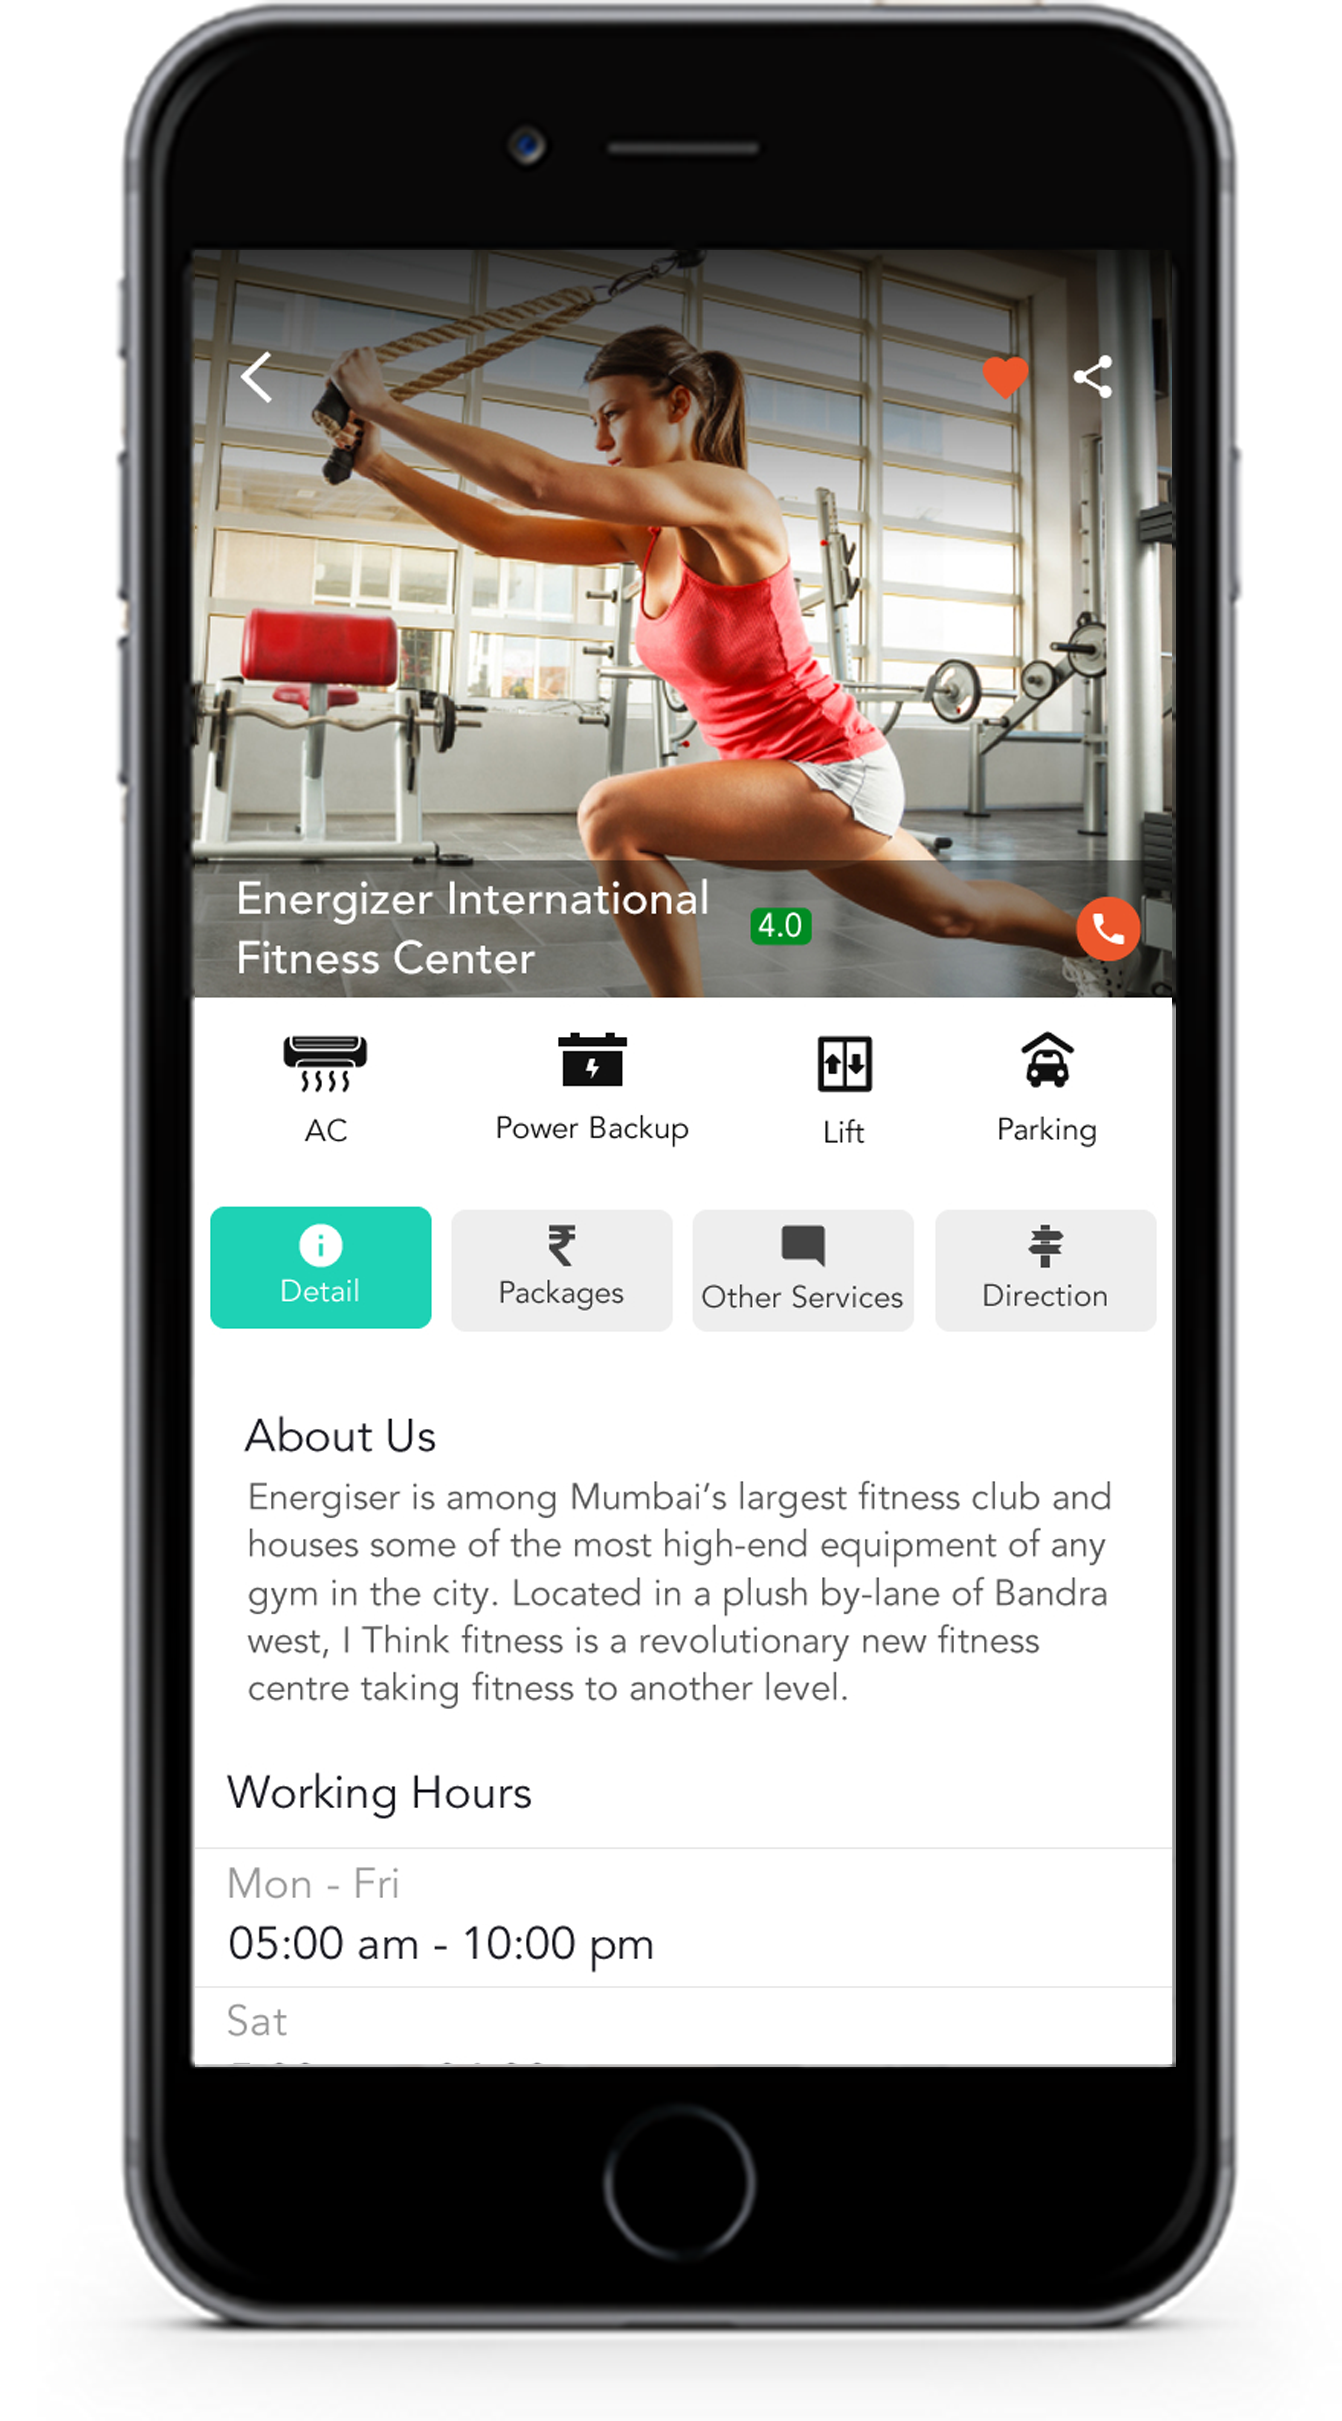 Energizer International
Fitness Center
4.0
AC
Power Backup
Lift
Parking
Detail
Packages
Other Services
Direction
About Us
Energiser is among Mumbai’s largest fitness club and
houses some of the most high-end equipment of any
gym in the city. Located in a plush by-lane of Bandra
west, I Think fitness is a revolutionary new fitness
centre taking fitness to another level.
Working Hours
Mon - Fri
05:00 am - 10:00 pm
Sat